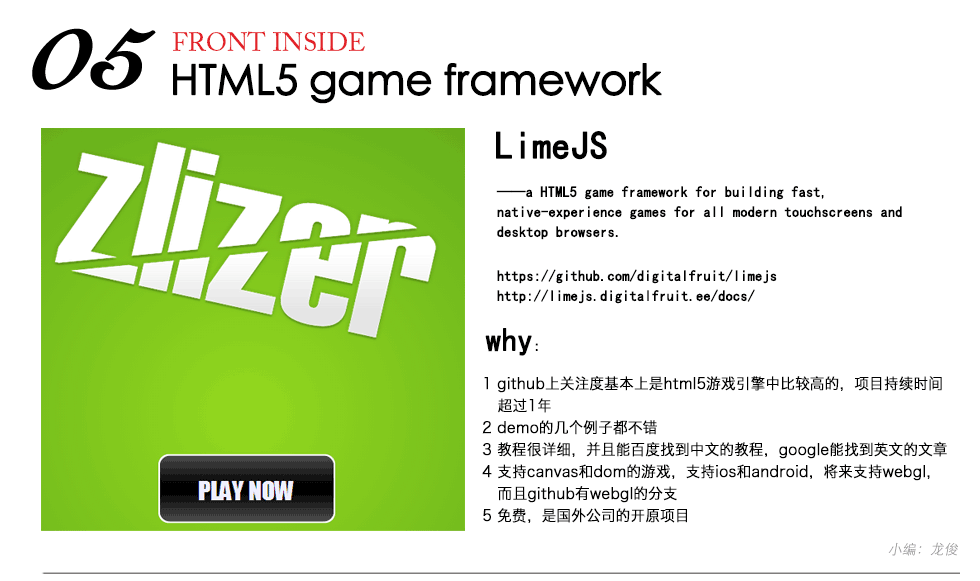 05
FRONT INSIDE
HTML5 game framework
zlizer
PLAY NOW
LimeJS
——a HTML5 game framework for building fast,
native-experience games for all modern touchscreens and
desktop browsers.
https://github.com/digitalfruit/limejs
http://limejs.digitalfruit.ee/docs/
why：
1 github上关注度基本上是html5游戏引擎中比较高的，项目持续时间
超过1年
2 demo的几个例子都不错
3 教程很详细，并且能百度找到中文的教程，google能找到英文的文章
4 支持canvas和dom的游戏，支持ios和android，将来支持webgl，
而且github有webgl的分支
5 免费，是国外公司的开原项目
小编：龙俊